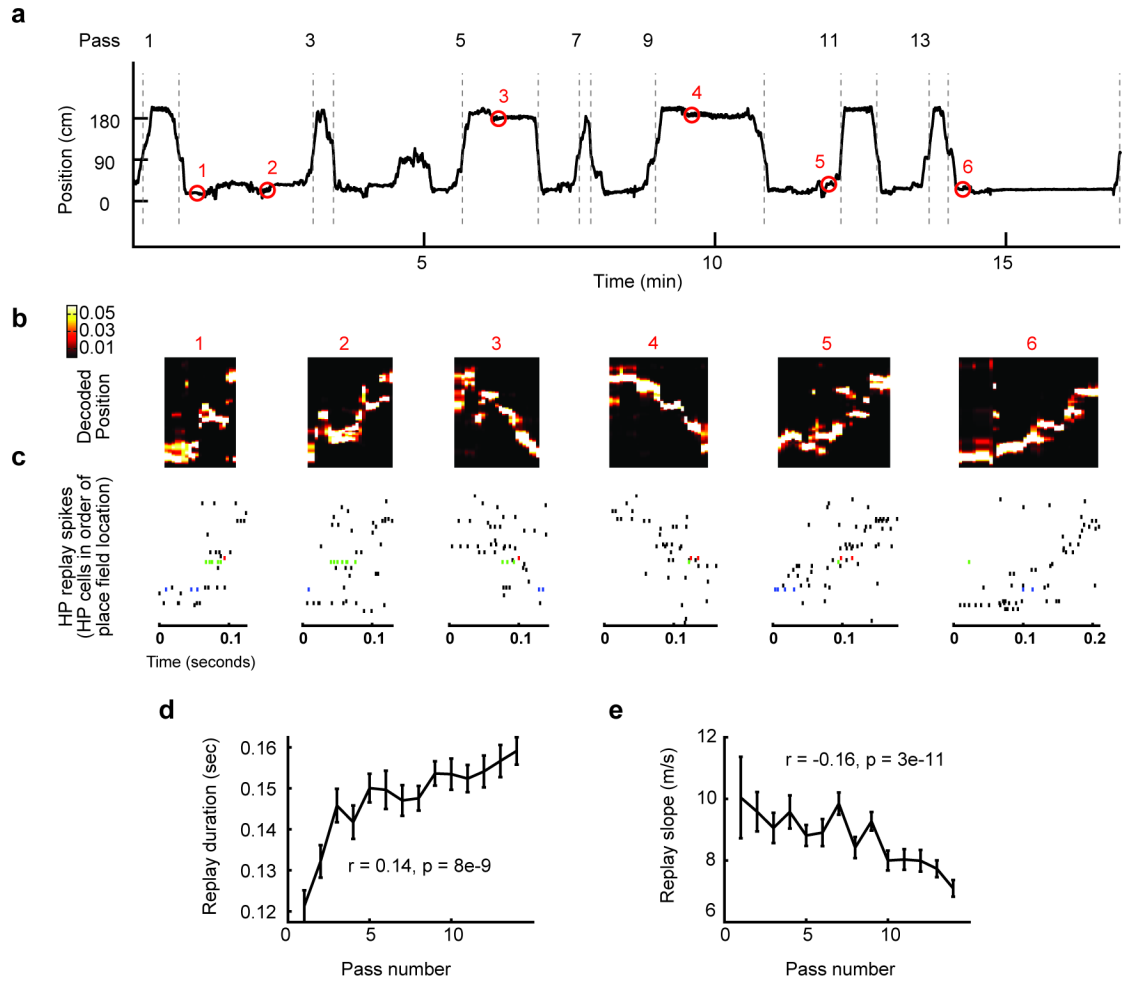 a
Pass 1 3 5 7 9 11 13
Position (cm)
180
90
0
1 2 3 4 5 6
5 10 15
Time (min)
b
0.05
0.03
0.01
1 2 3 4 5 6
Decoded
Position
c
HP replay spikes
(HP cells in order of
place field location)
0 0.1 0 0.1 0 0.1 0 0.1 0 0.1 0 0.1 0.2
Time (seconds)
d
Replay duration (sec)
0.16
0.15
0.14
0.13
0.12
r = 0.14, p = 8e-9
0 5 10
Pass number
e
Replay slope (m/s)
12
10
8
6
r = -0.16, p = 3e-11
0 5 10
Pass number